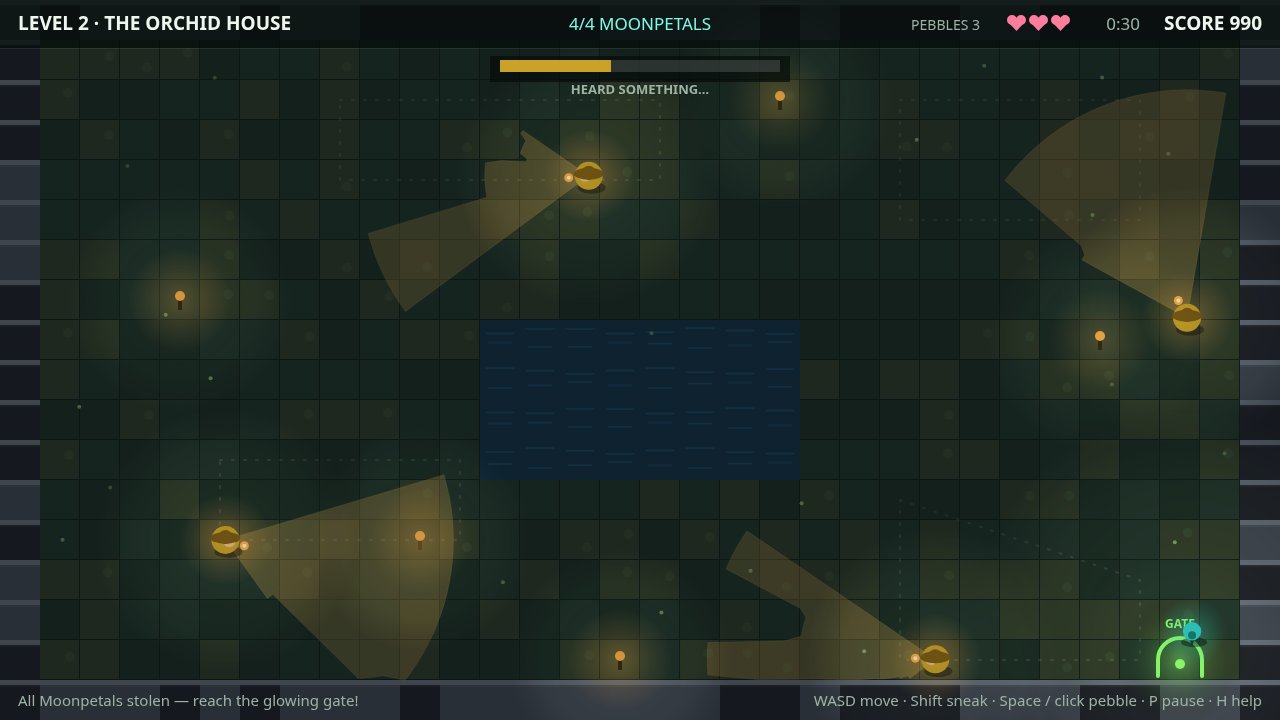 LEVEL 2 · THE ORCHID HOUSE
4/4 MOONPETALS
PEBBLES 3
0:30
SCORE 990
HEARD SOMETHING...
GATE
All Moonpetals stolen — reach the glowing gate!
WASD move · Shift sneak · Space / click pebble · P pause · H help